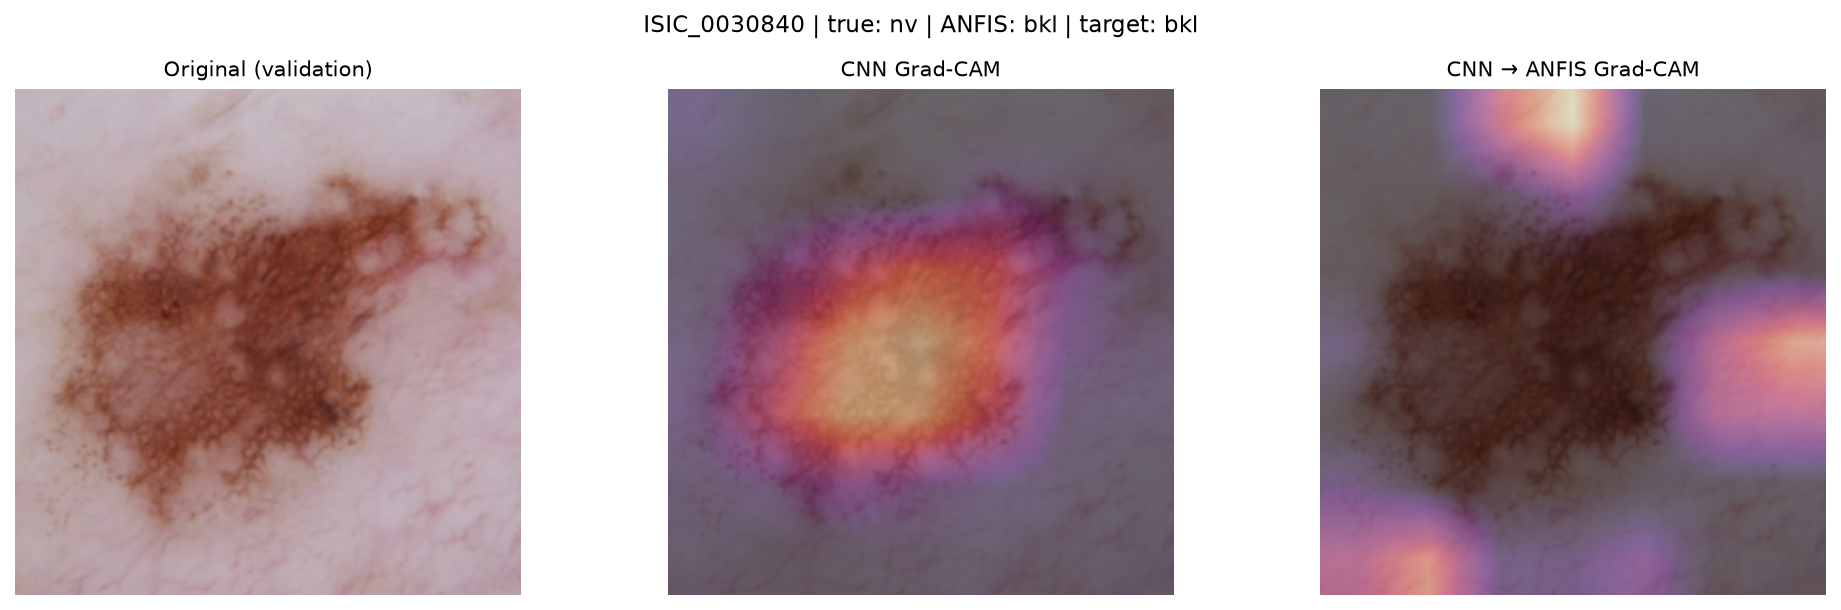 ISIC_0030840 | true: nv | ANFIS: bkl | target: bkl
Original (validation)
CNN Grad-CAM
CNN → ANFIS Grad-CAM